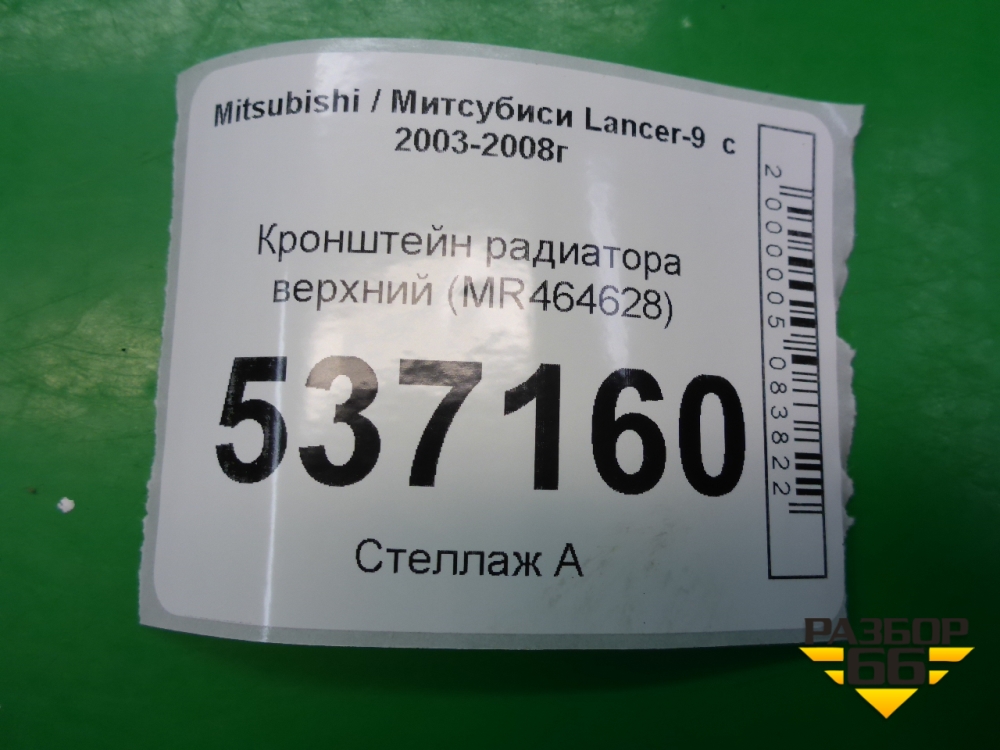 Mitsubishi / Митсубиси Lancer-9 с
2003-2008г
Кронштейн радиатора
верхний (MR464628)
537160
Стеллаж А
2000005083822
РАЗБОР
66